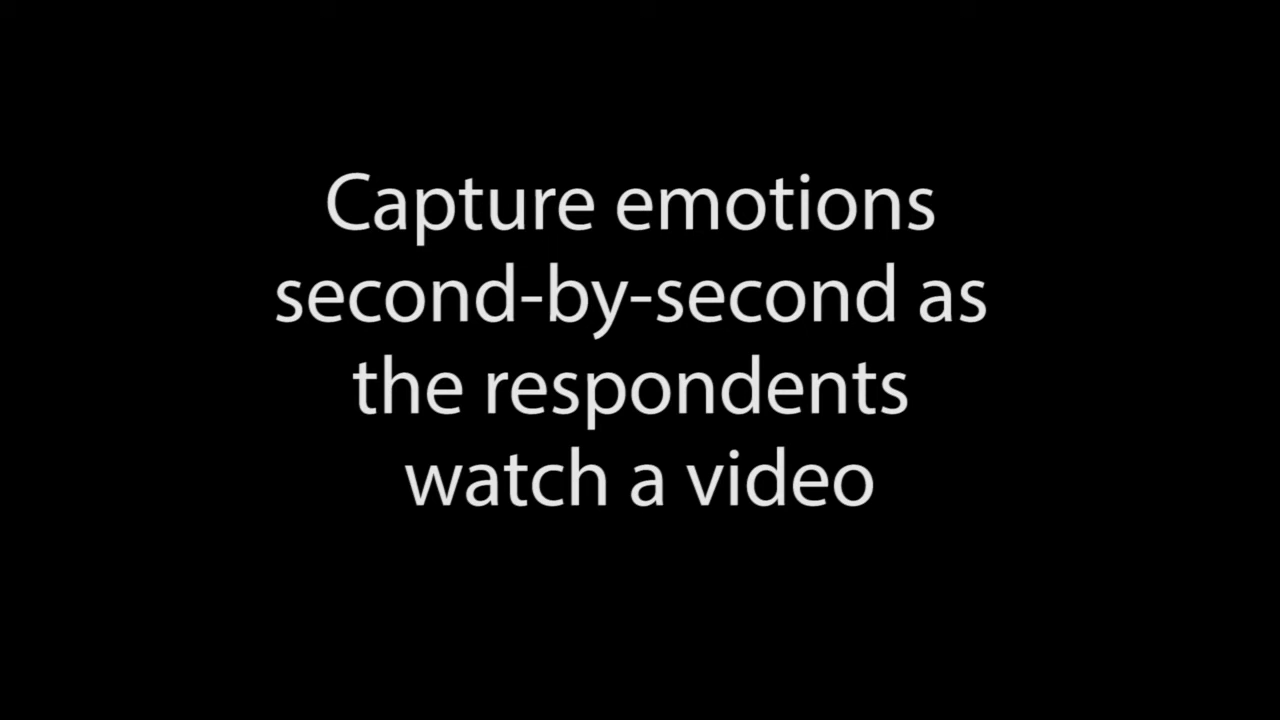 Capture emotions
second-by-second as
the respondents
watch a video